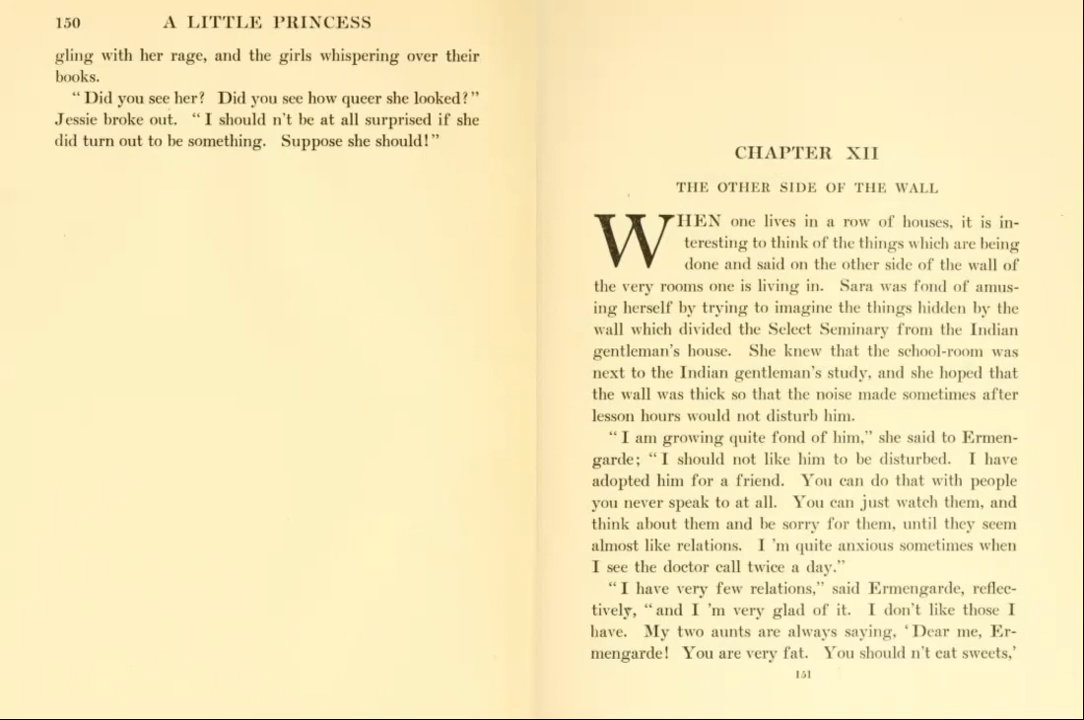 150 A LITTLE PRINCESS
gling with her rage, and the girls whispering over their
books.
“Did you see her? Did you see how queer she looked?”
Jessie broke out. “I should n’t be at all surprised if she
did turn out to be something. Suppose she should!”
CHAPTER XII
THE OTHER SIDE OF THE WALL
WHEN one lives in a row of houses, it is in-
teresting to think of the things which are being
done and said on the other side of the wall of
the very rooms one is living in. Sara was fond of amus-
ing herself by trying to imagine the things hidden by the
wall which divided the Select Seminary from the Indian
gentleman’s house. She knew that the school-room was
next to the Indian gentleman’s study, and she hoped that
the wall was thick so that the noise made sometimes after
lesson hours would not disturb him.
“I am growing quite fond of him,” she said to Ermen-
garde; “I should not like him to be disturbed. I have
adopted him for a friend. You can do that with people
you never speak to at all. You can just watch them, and
think about them and be sorry for them, until they seem
almost like relations. I ’m quite anxious sometimes when
I see the doctor call twice a day.”
“I have very few relations,” said Ermengarde, reflec-
tively, “and I ’m very glad of it. I don’t like those I
have. My two aunts are always saying, ‘Dear me, Er-
mengarde! You are very fat. You should n’t eat sweets,’
151